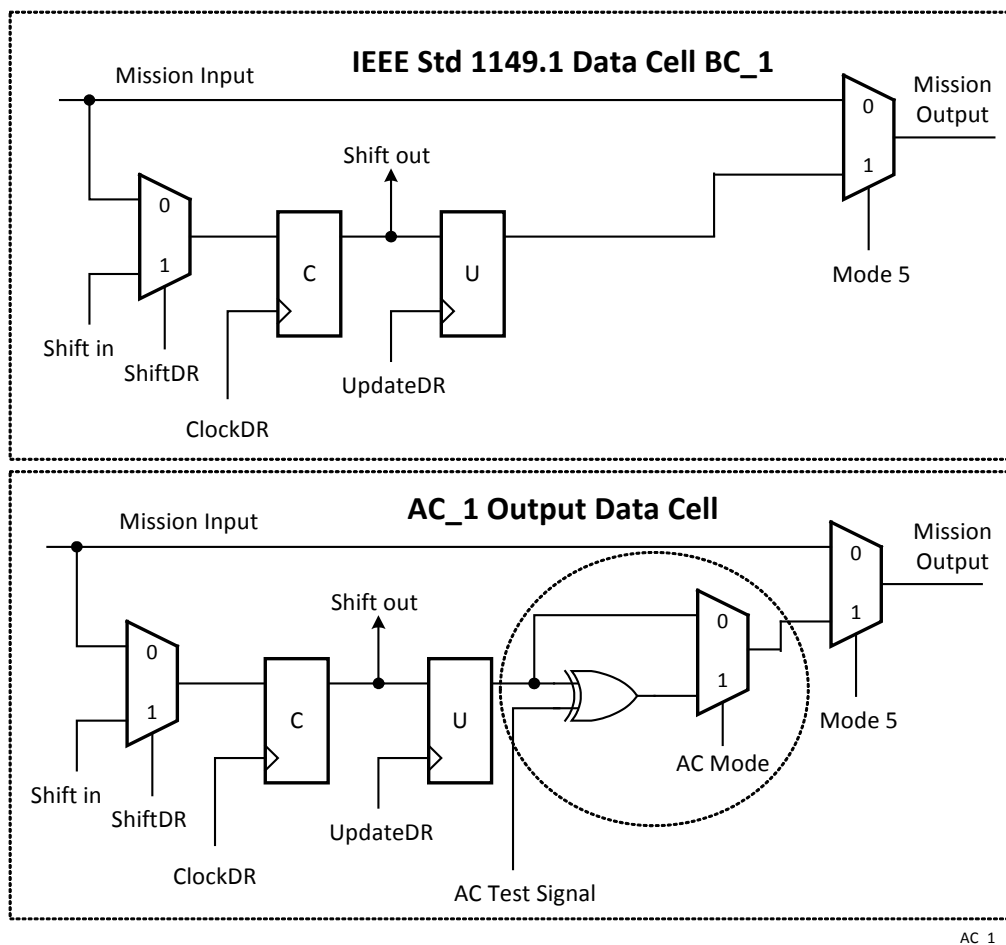 IEEE Std 1149.1 Data Cell BC_1
Mission Input
Mission
Output
0
1
Mode 5
Shift out
0
1
C
U
Shift in
ShiftDR
ClockDR
UpdateDR
AC_1 Output Data Cell
Mission Input
Mission
Output
0
1
Mode 5
Shift out
0
1
AC Mode
0
1
C
U
Shift in
ShiftDR
ClockDR
UpdateDR
AC Test Signal
AC_1